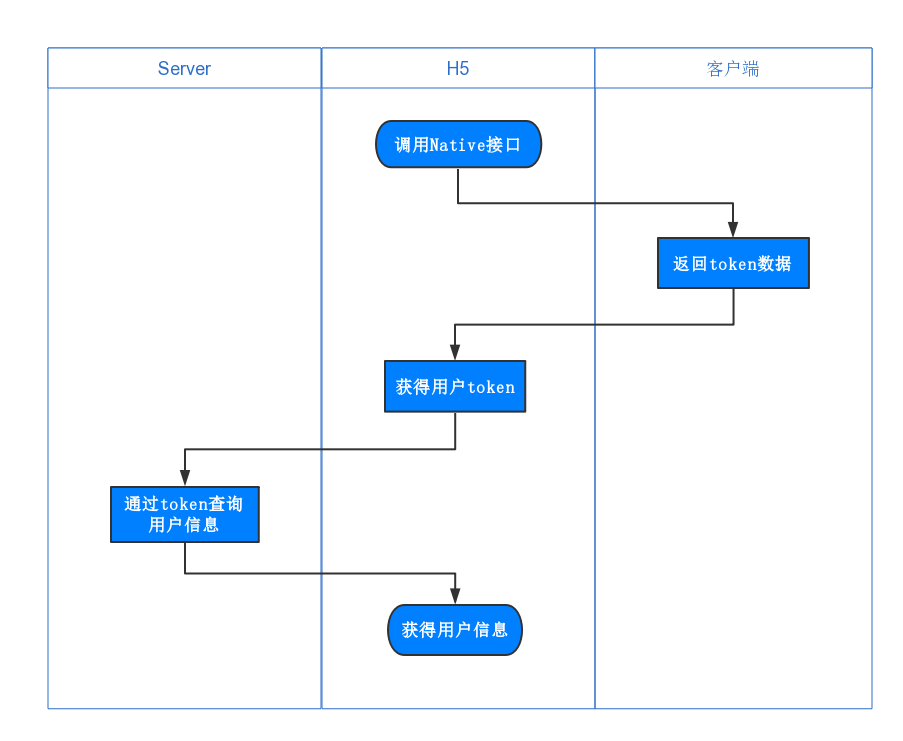 Server
H5
客户端
调用Native接口
返回token数据
获得用户token
通过token查询
用户信息
获得用户信息